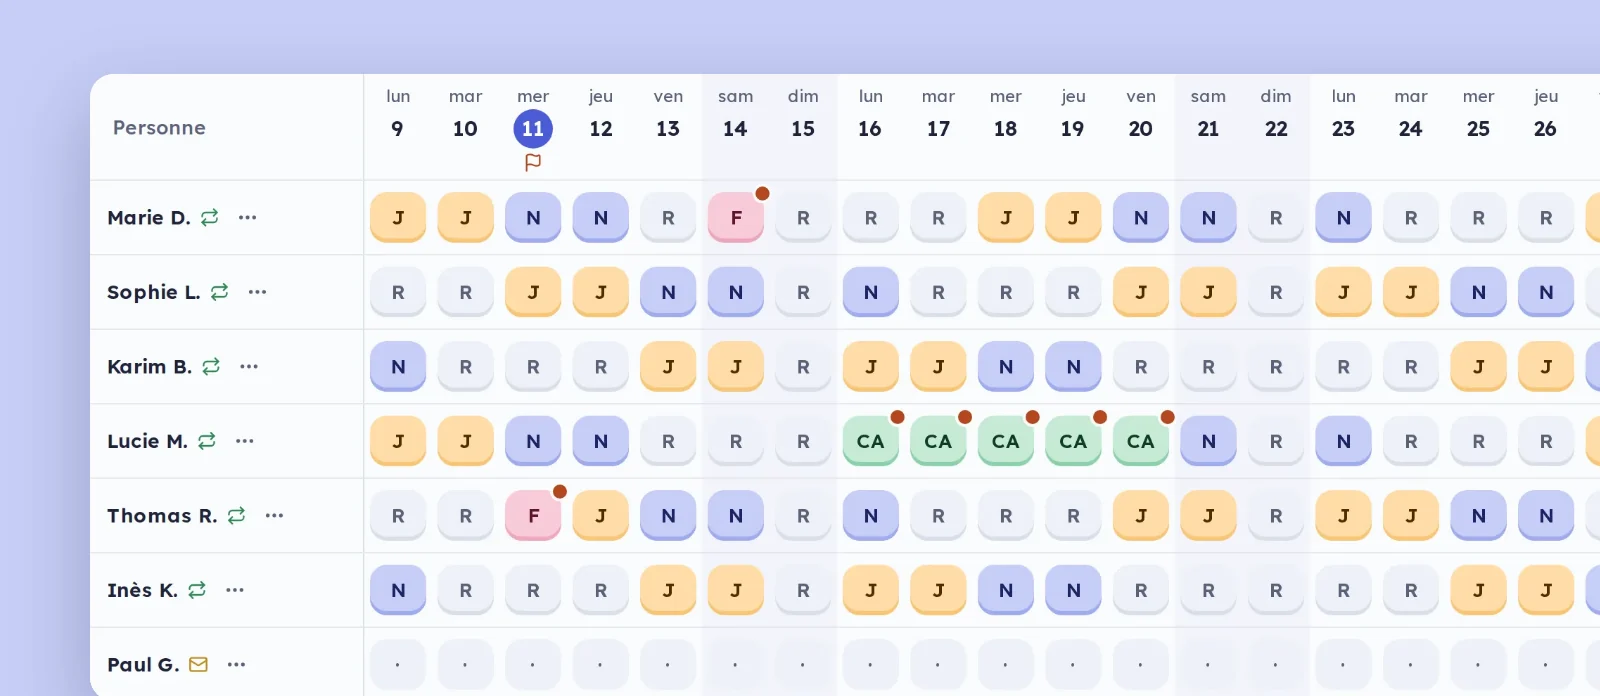 Personne lun mar mer jeu ven sam dim lun mar mer jeu ven sam dim lun mar mer jeu
9 10 11 12 13 14 15 16 17 18 19 20 21 22 23 24 25 26
Marie D. ... J J N N R F R R R J J N N R N R R R
Sophie L. ... R R J J N N R N R R R J J R J J N N
Karim B. ... N R R R J J R J J N N R R R R R J J
Lucie M. ... J J N N R R R CA CA CA CA CA N R N R R R
Thomas R. ... R R F J N N R N R R R J J R J J N N
Inès K. ... N R R R J J R J J N N R R R R R J J
Paul G. ... · · · · · · · · · · · · · · · · · ·